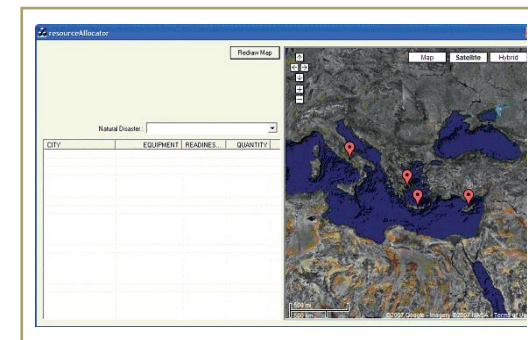 resourceAllocator
Redraw Map
Map Satellite Hybrid
Natural Disaster:
CITY EQUIPMENT READINES... QUANTITY
500 mi
500 km
©2007 Google - Imagery ©2007 NASA - Terms of Us